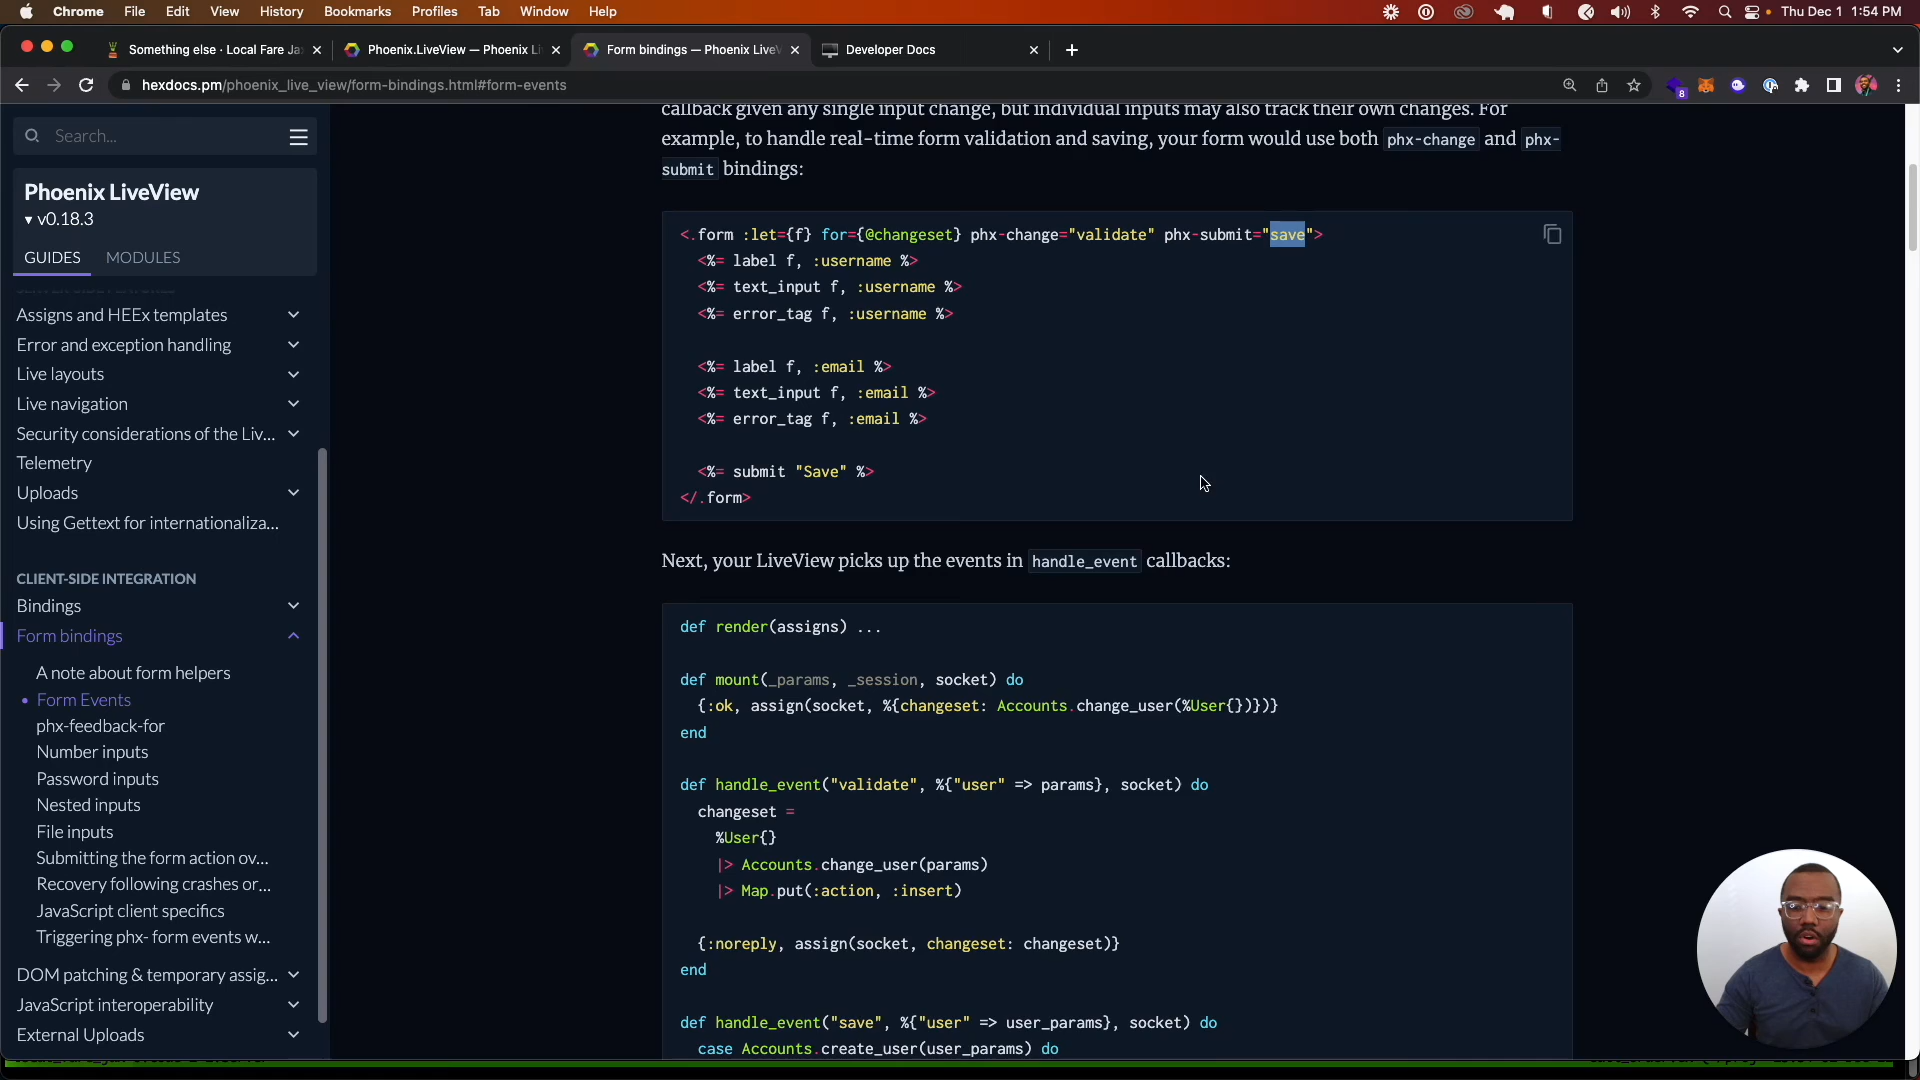 Chrome File Edit View History Bookmarks Profiles Tab Window Help Thu Dec 1 1:54 PM
Something else · Local Fare Ja
Phoenix.LiveView — Phoenix Li
Form bindings — Phoenix LiveV
Developer Docs
hexdocs.pm/phoenix_live_view/form-bindings.html#form-events
8
Search...
Phoenix LiveView
v0.18.3
GUIDES MODULES
Assigns and HEEx templates
Error and exception handling
Live layouts
Live navigation
Security considerations of the Liv...
Telemetry
Uploads
Using Gettext for internationaliza...
CLIENT-SIDE INTEGRATION
Bindings
Form bindings
A note about form helpers
Form Events
phx-feedback-for
Number inputs
Password inputs
Nested inputs
File inputs
Submitting the form action ov...
Recovery following crashes or...
JavaScript client specifics
Triggering phx- form events w...
DOM patching & temporary assig...
JavaScript interoperability
External Uploads
callback given any single input change, but individual inputs may also track their own changes. For
example, to handle real-time form validation and saving, your form would use both phx-change and phx-
submit bindings:
<.form :let={f} for={@changeset} phx-change="validate" phx-submit="save">
<%= label f, :username %>
<%= text_input f, :username %>
<%= error_tag f, :username %>
<%= label f, :email %>
<%= text_input f, :email %>
<%= error_tag f, :email %>
<%= submit "Save" %>
</.form>
Next, your LiveView picks up the events in handle_event callbacks:
def render(assigns) ...
def mount(_params, _session, socket) do
{:ok, assign(socket, %{changeset: Accounts.change_user(%User{})})}
end
def handle_event("validate", %{"user" => params}, socket) do
changeset =
%User{}
|> Accounts.change_user(params)
|> Map.put(:action, :insert)
{:noreply, assign(socket, changeset: changeset)}
end
def handle_event("save", %{"user" => user_params}, socket) do
case Accounts.create_user(user_params) do